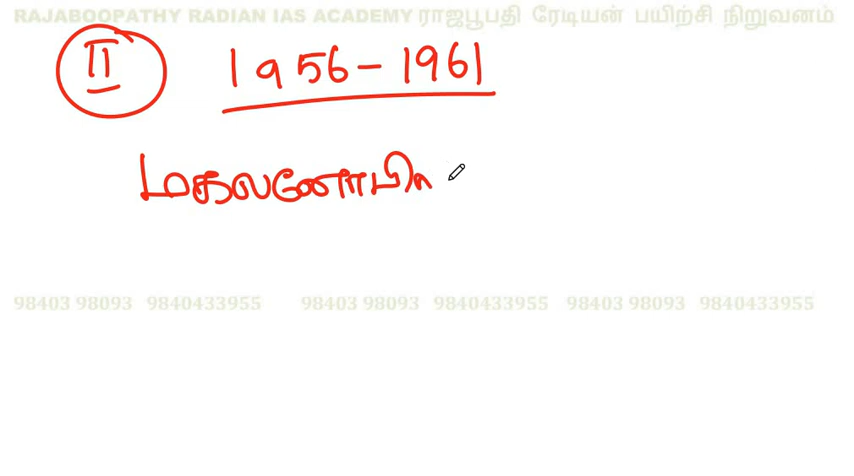 RAJABOOPATHY RADIAN IAS ACADEMY ராஜபூபதி ரேடியன் பயிற்சி நிறுவனம்
II 1956-1961
மகலனோபிஸ
98403 98093 9840433955 98403 98093 9840433955 98403 98093 9840433955